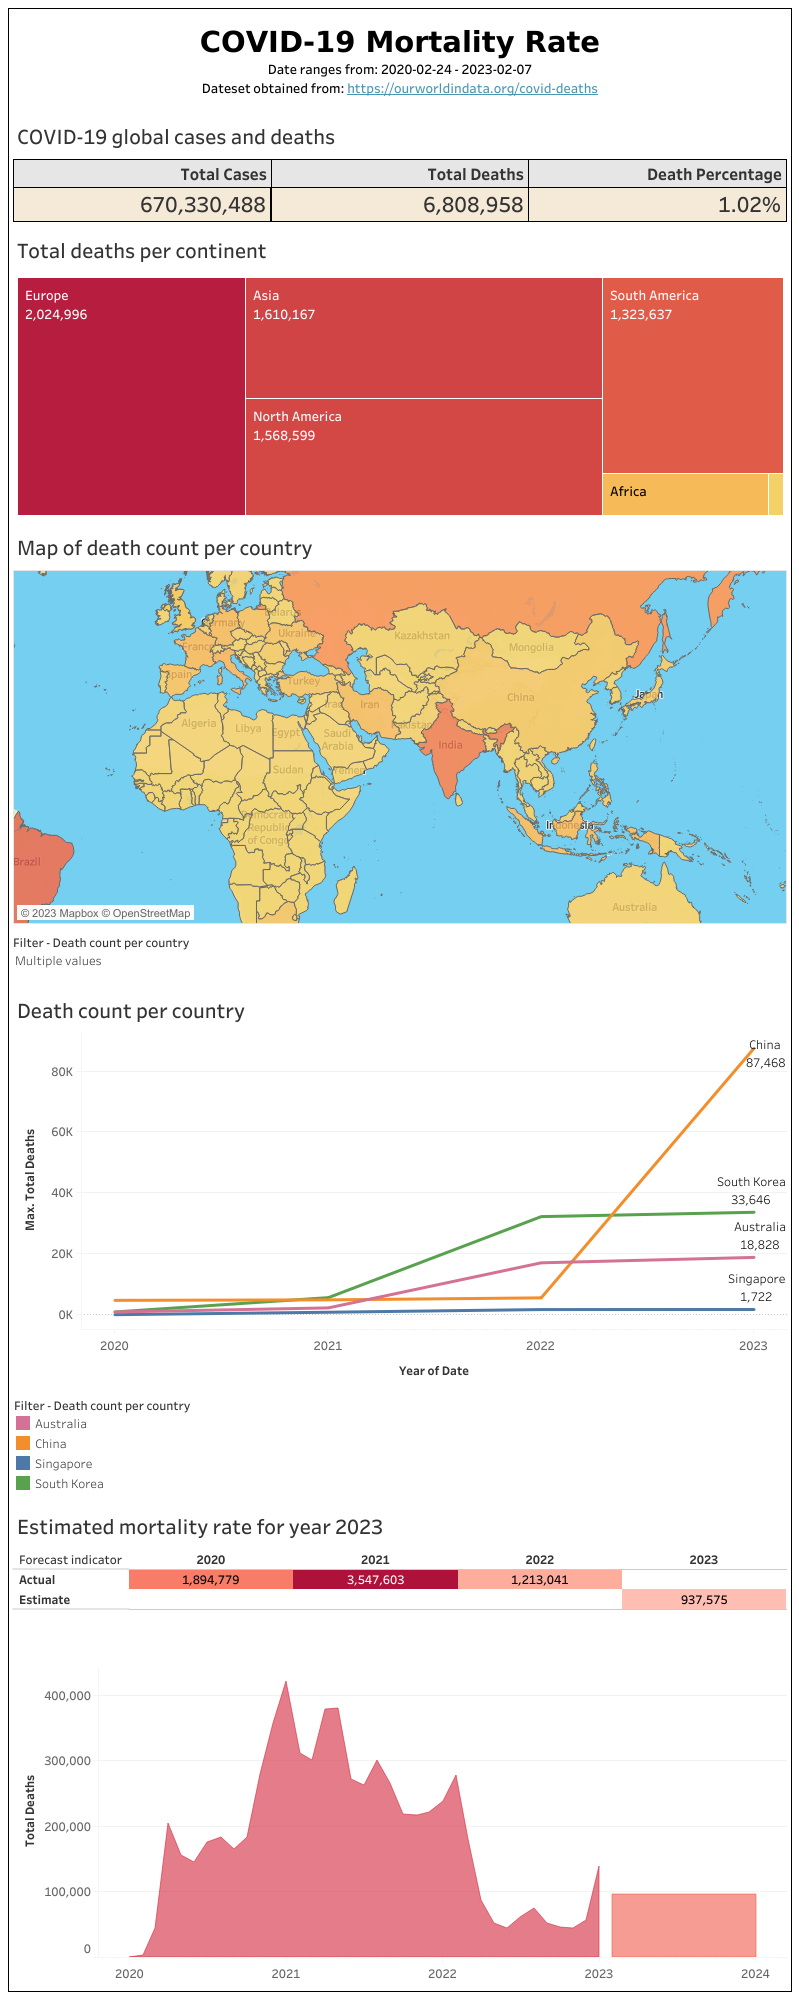 COVID-19 Mortality Rate
Date ranges from: 2020-02-24 - 2023-02-07
Dateset obtained from: https://ourworldindata.org/covid-deaths
COVID-19 global cases and deaths
Total Cases Total Deaths Death Percentage
670,330,488 6,808,958 1.02%
Total deaths per continent
Europe
2,024,996
Asia
1,610,167
South America
1,323,637
North America
1,568,599
Africa
Map of death count per country
Belarus
Germany
Ukraine
France
Kazakhstan
Mongolia
Spain
Turkey
Japan
China
Iraq
Iran
Algeria
Libya
Egypt
Pakistan
Saudi
Arabia
India
Sudan
Yemen
Democratic
Republic
of Congo
Indonesia
Brazil
Australia
© 2023 Mapbox © OpenStreetMap
Filter - Death count per country
Multiple values
Death count per country
China
87,468
80K
60K
Max. Total Deaths
40K
South Korea
33,646
Australia
18,828
20K
Singapore
1,722
0K
2020 2021 2022 2023
Year of Date
Filter - Death count per country
Australia
China
Singapore
South Korea
Estimated mortality rate for year 2023
Forecast indicator 2020 2021 2022 2023
Actual 1,894,779 3,547,603 1,213,041
Estimate 937,575
400,000
300,000
Total Deaths
200,000
100,000
0
2020 2021 2022 2023 2024